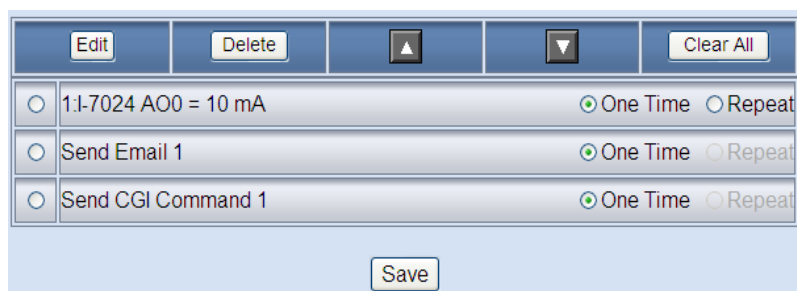 Edit Delete Clear All
1:I-7024 AO0 = 10 mA One Time Repeat
Send Email 1 One Time Repeat
Send CGI Command 1 One Time Repeat
Save